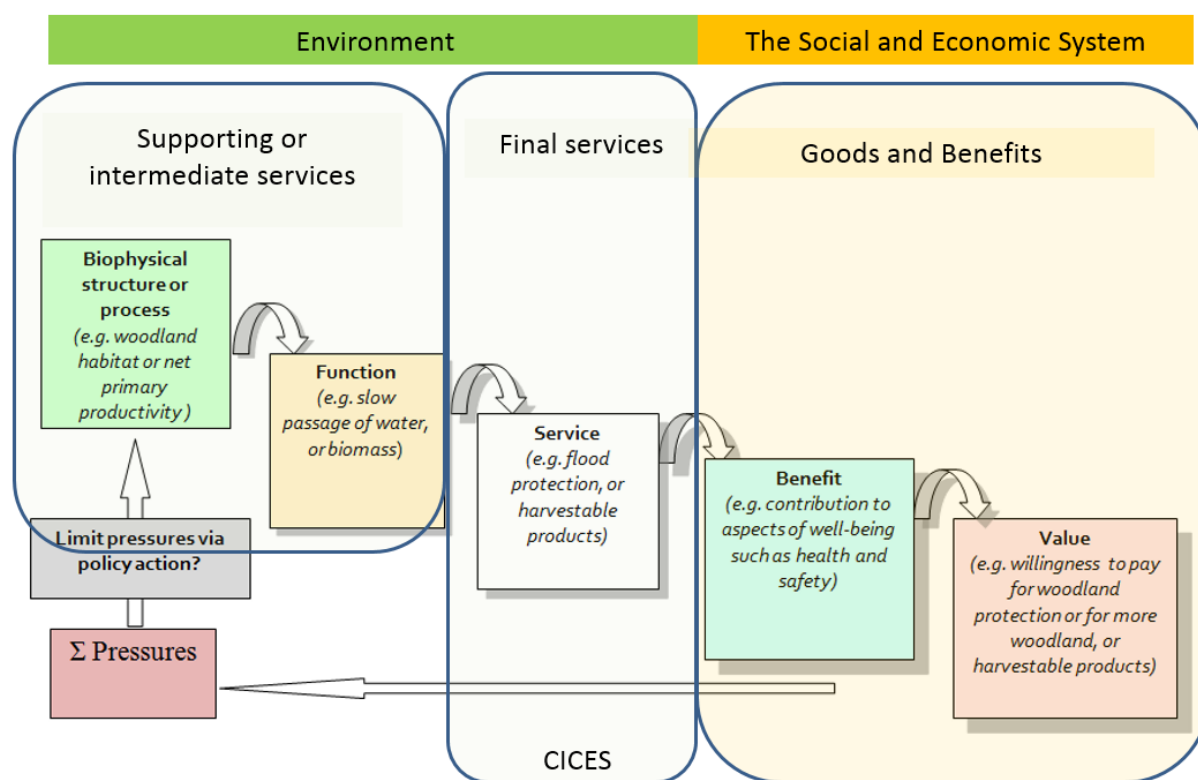 Environment
The Social and Economic System
Supporting or
intermediate services
Final services
Goods and Benefits
Biophysical
structure or
process
(e.g. woodland
habitat or net
primary
productivity )
Function
(e.g. slow
passage of water,
or biomass)
Service
(e.g. flood
protection, or
harvestable
products)
Benefit
(e.g. contribution to
aspects of well-being
such as health and
safety)
Value
(e.g. willingness to pay
for woodland
protection or for more
woodland, or
harvestable products)
Limit pressures via
policy action?
Σ Pressures
CICES